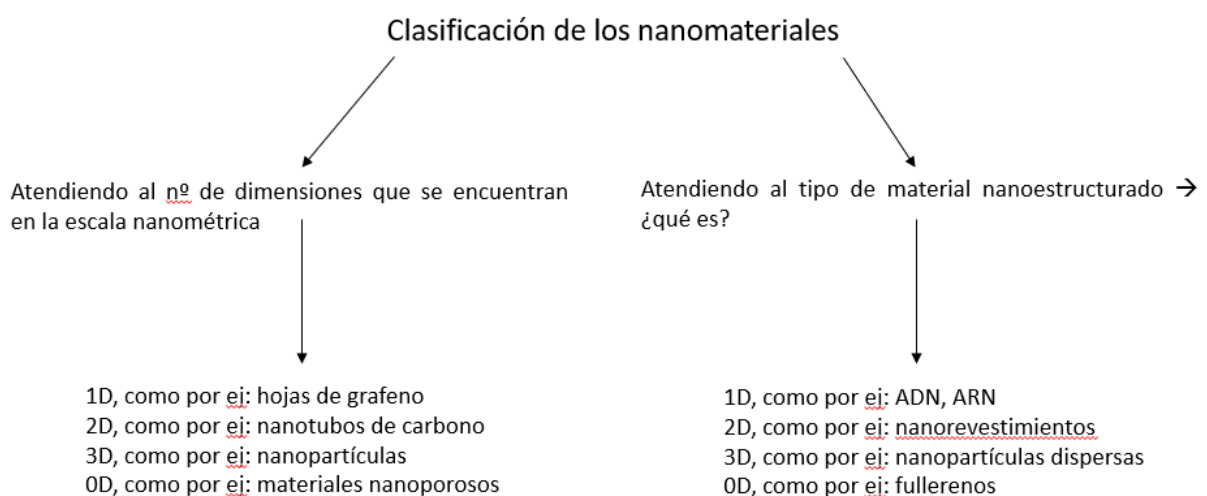 Clasificación de los nanomateriales
Atendiendo al nº de dimensiones que se encuentran
en la escala nanométrica
Atendiendo al tipo de material nanoestructurado →
¿qué es?
1D, como por ej: hojas de grafeno
2D, como por ej: nanotubos de carbono
3D, como por ej: nanopartículas
0D, como por ej: materiales nanoporosos
1D, como por ej: ADN, ARN
2D, como por ej: nanorevestimientos
3D, como por ej: nanopartículas dispersas
0D, como por ej: fullerenos